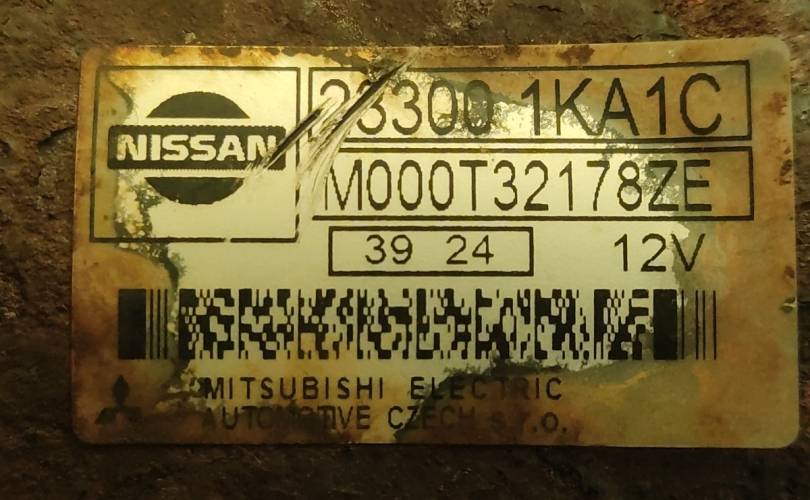 NISSAN
23300 1KA1C
M000T32178ZE
39 24
12V
MITSUBISHI ELECTRIC
AUTOMOTIVE CZECH s.r.o.